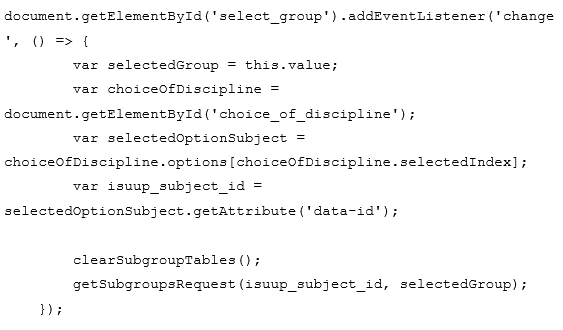 document.getElementById('select_group').addEventListener('change
', () => {
        var selectedGroup = this.value;
        var choiceOfDiscipline =
document.getElementById('choice_of_discipline');
        var selectedOptionSubject =
choiceOfDiscipline.options[choiceOfDiscipline.selectedIndex];
        var isuup_subject_id =
selectedOptionSubject.getAttribute('data-id');

        clearSubgroupTables();
        getSubgroupsRequest(isuup_subject_id, selectedGroup);
    });